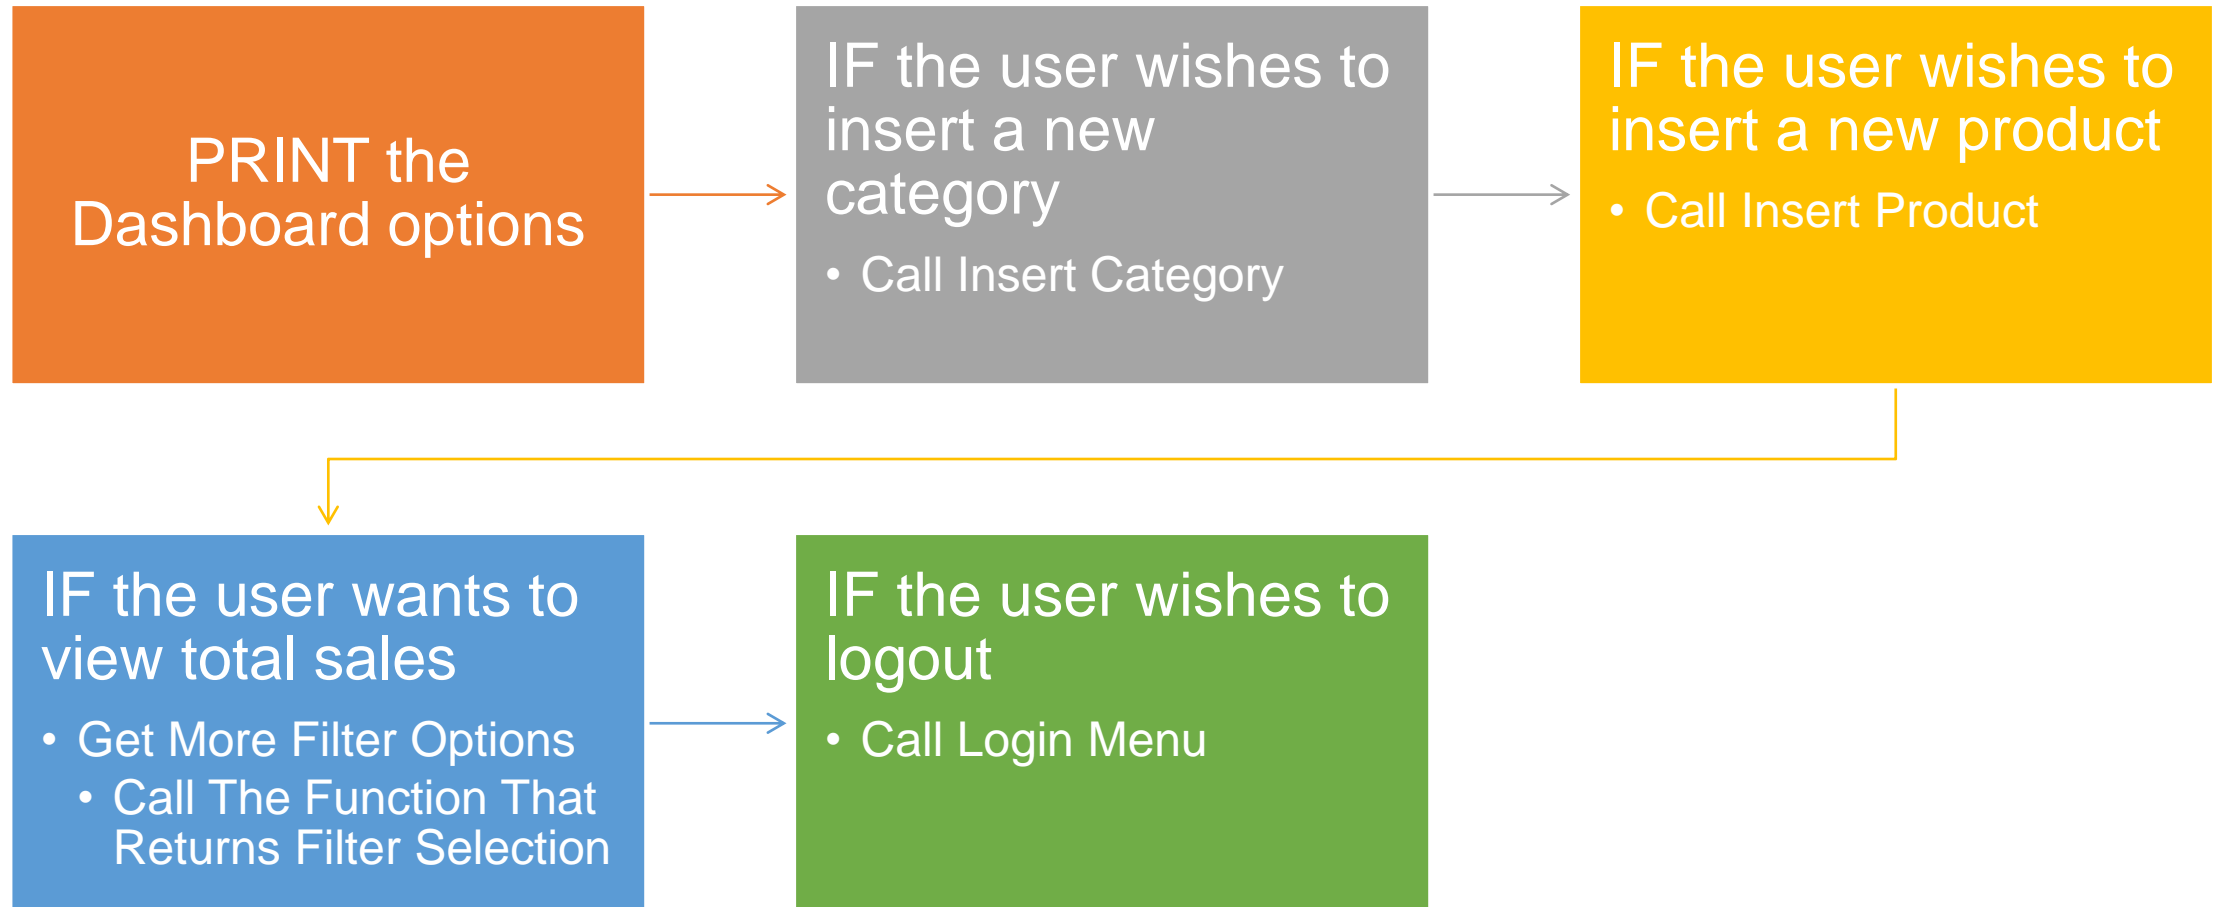 PRINT the
Dashboard options
IF the user wishes to
insert a new
category
• Call Insert Category
IF the user wishes to
insert a new product
• Call Insert Product
IF the user wants to
view total sales
• Get More Filter Options
• Call The Function That
Returns Filter Selection
IF the user wishes to
logout
• Call Login Menu